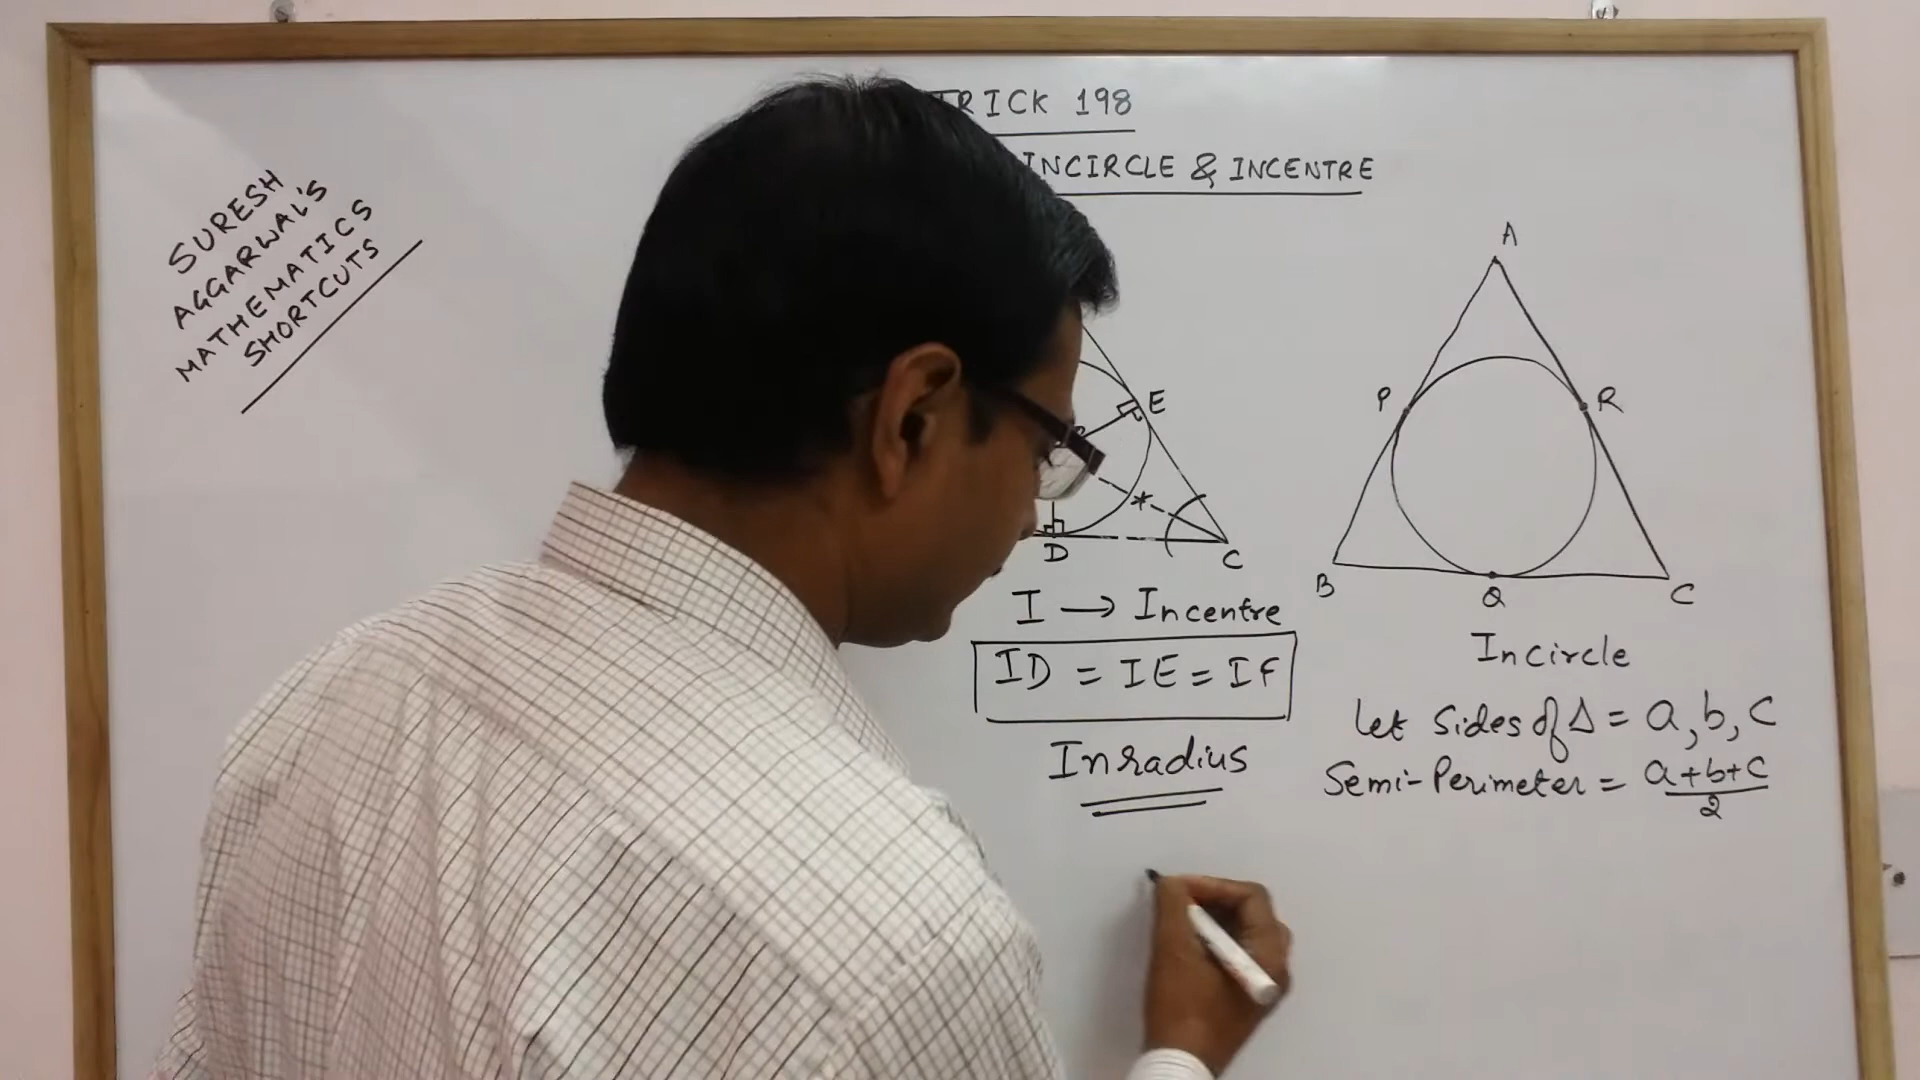 TRICK 198
INCIRCLE & INCENTRE
SURESH
AGGARWAL'S
MATHEMATICS
SHORTCUTS
E
D
C
I → Incentre
ID = IE = IF
Inradius
A
P
R
B
Q
C
Incircle
Let Sides of Δ = a, b, c
Semi-Perimeter = a+b+c
2